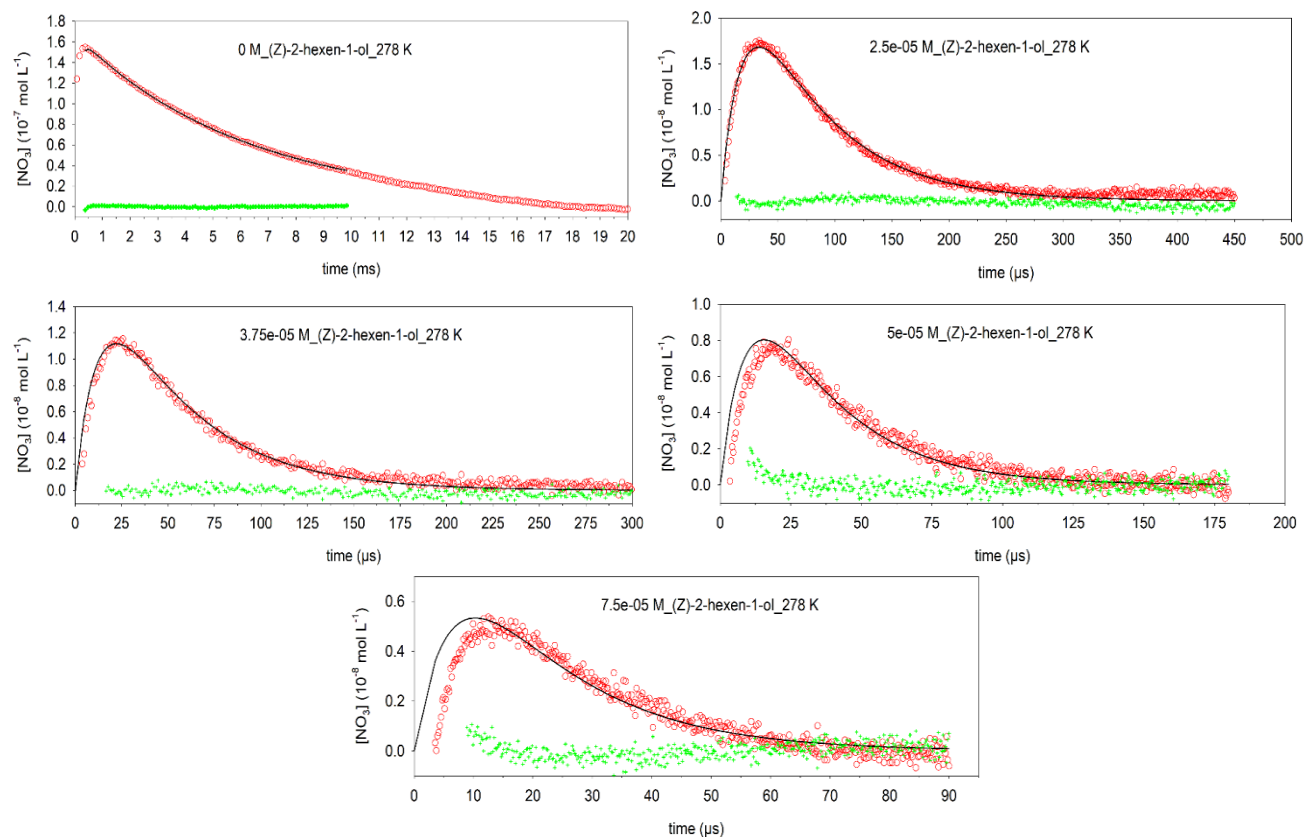 0 M_(Z)-2-hexen-1-ol_278 K
[NO3] (10-7 mol L-1)
1.8
1.6
1.4
1.2
1.0
0.8
0.6
0.4
0.2
0.0
0 1 2 3 4 5 6 7 8 9 10 11 12 13 14 15 16 17 18 19 20
time (ms)
2.5e-05 M_(Z)-2-hexen-1-ol_278 K
[NO3] (10-8 mol L-1)
2.0
1.5
1.0
0.5
0.0
0 50 100 150 200 250 300 350 400 450 500
time (µs)
3.75e-05 M_(Z)-2-hexen-1-ol_278 K
[NO3] (10-8 mol L-1)
1.4
1.2
1.0
0.8
0.6
0.4
0.2
0.0
0 25 50 75 100 125 150 175 200 225 250 275 300
time (µs)
5e-05 M_(Z)-2-hexen-1-ol_278 K
[NO3] (10-8 mol L-1)
1.0
0.8
0.6
0.4
0.2
0.0
0 25 50 75 100 125 150 175 200
time (µs)
7.5e-05 M_(Z)-2-hexen-1-ol_278 K
[NO3] (10-8 mol L-1)
0.6
0.4
0.2
0.0
0 10 20 30 40 50 60 70 80 90
time (µs)